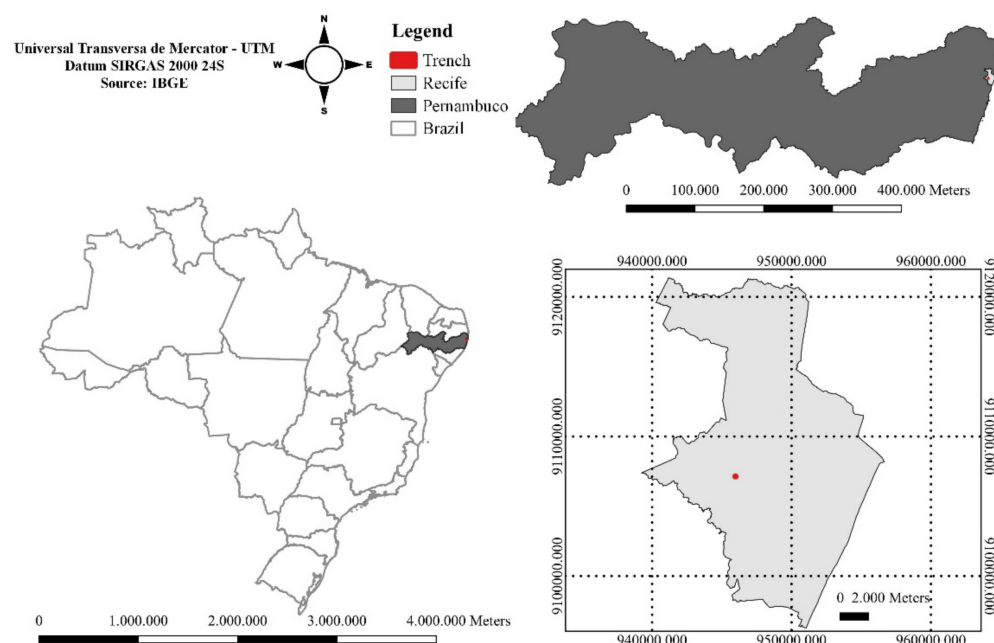 Universal Transversa de Mercator - UTM
Datum SIRGAS 2000 24S
Source: IBGE
N
W
E
S
Legend
Trench
Recife
Pernambuco
Brazil
0 100.000 200.000 300.000 400.000 Meters
0 1.000.000 2.000.000 3.000.000 4.000.000 Meters
940000.000 950000.000 960000.000
9120000.000
9110000.000
9100000.000
9120000.000
9110000.000
9100000.000
0 2.000 Meters
940000.000 950000.000 960000.000